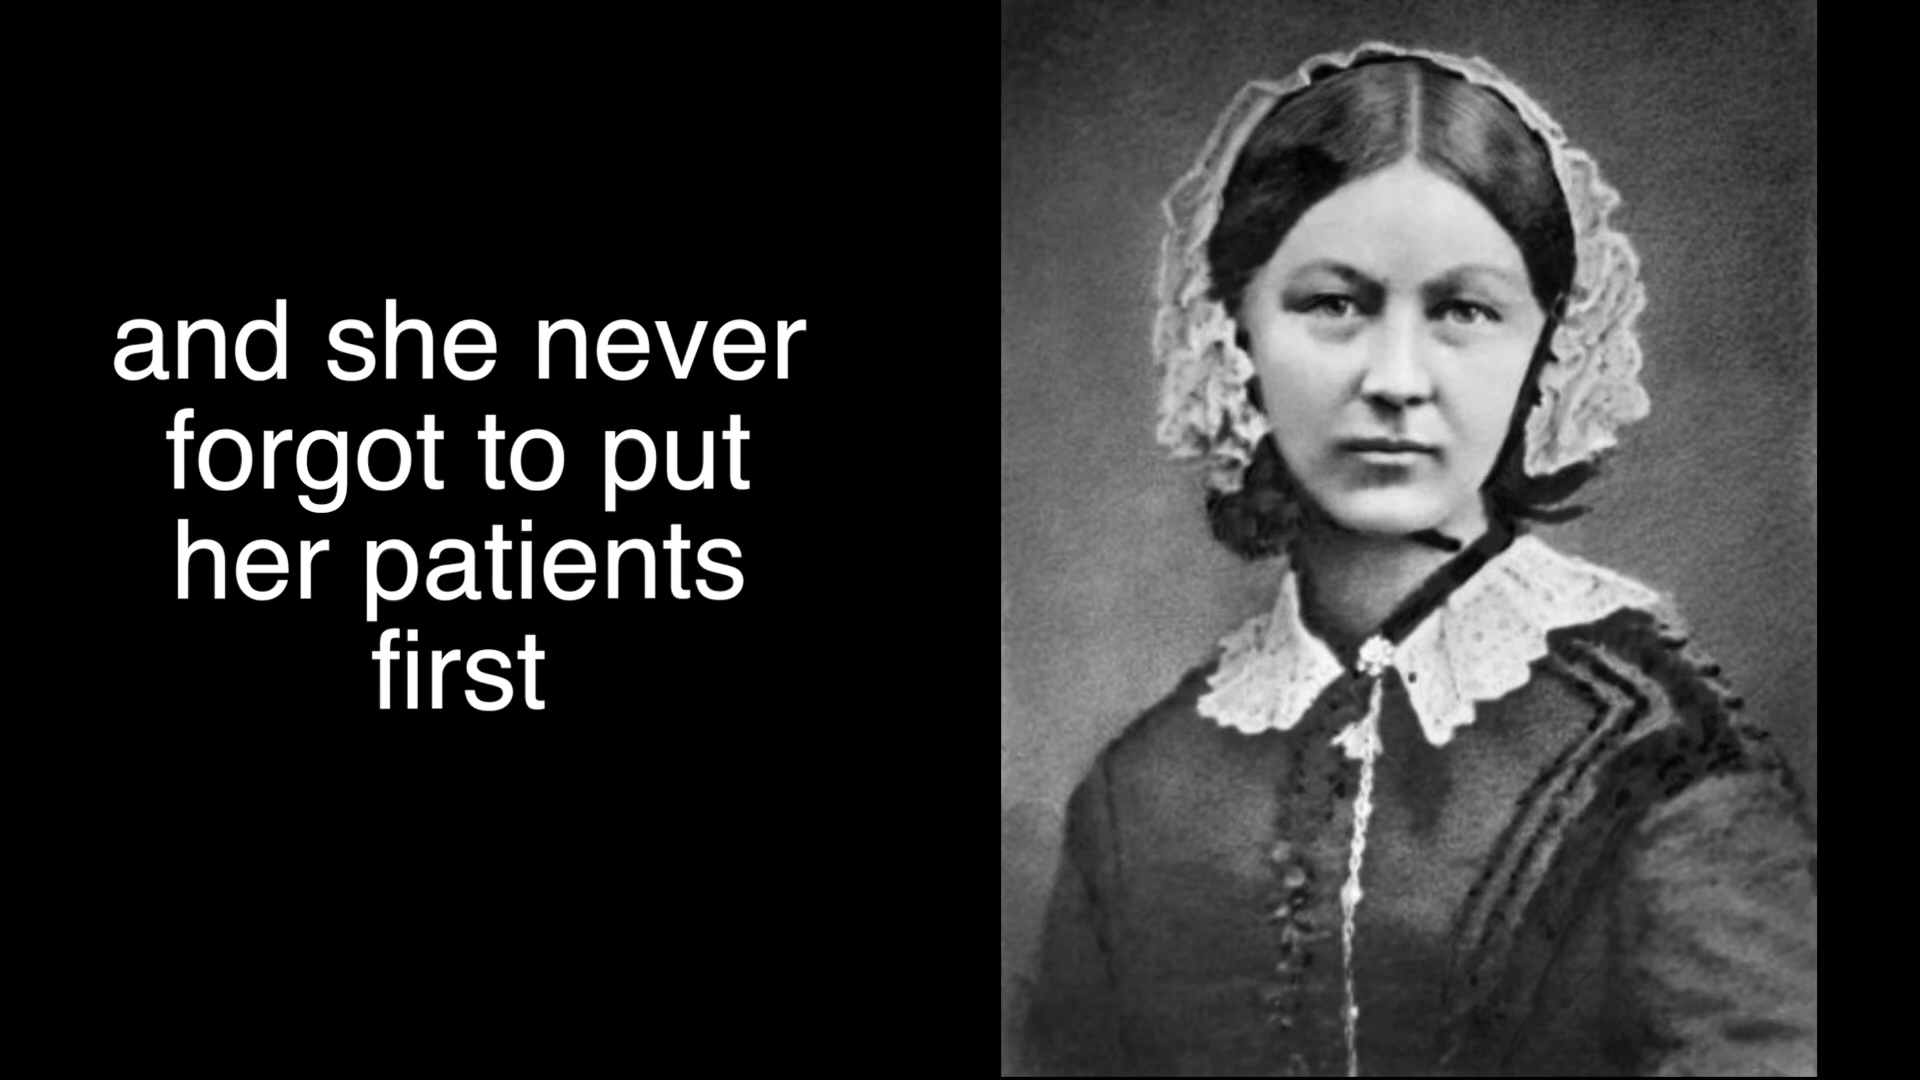 and she never
forgot to put
her patients
first